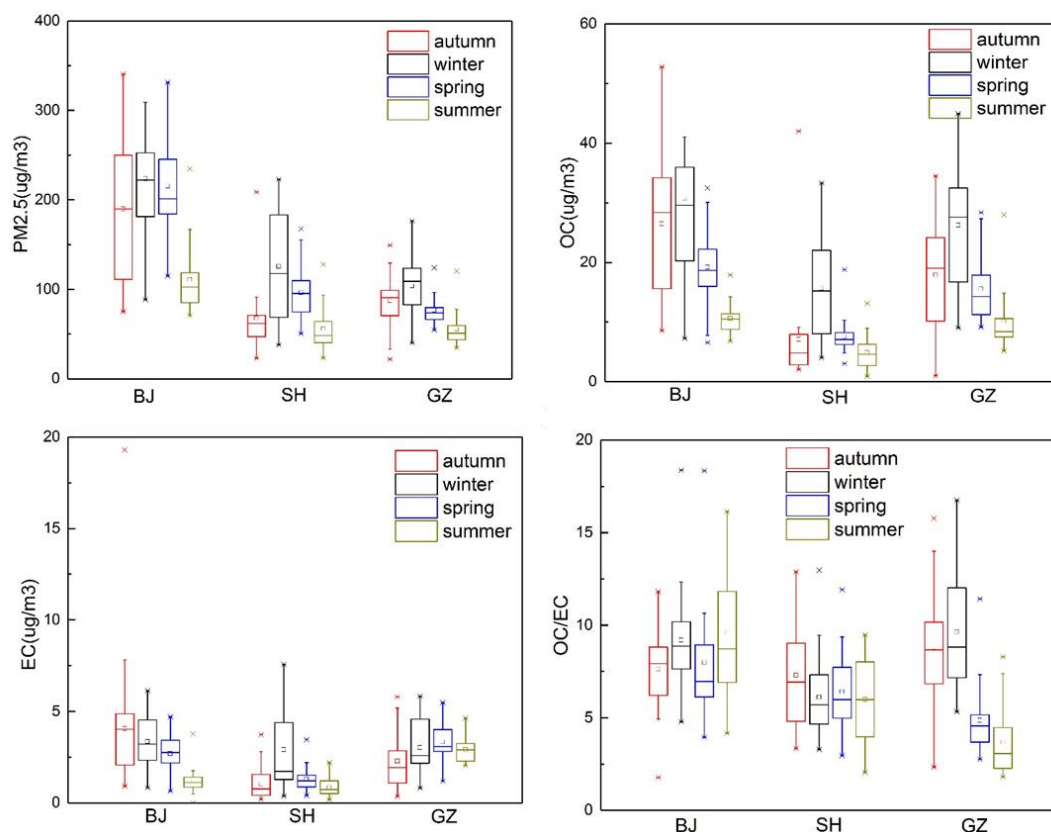 400
300
200
100
0
PM2.5(ug/m3)
autumn
winter
spring
summer
BJ SH GZ
60
40
20
0
OC(ug/m3)
autumn
winter
spring
summer
BJ SH GZ
20
15
10
5
0
EC(ug/m3)
autumn
winter
spring
summer
BJ SH GZ
20
15
10
5
0
OC/EC
autumn
winter
spring
summer
BJ SH GZ